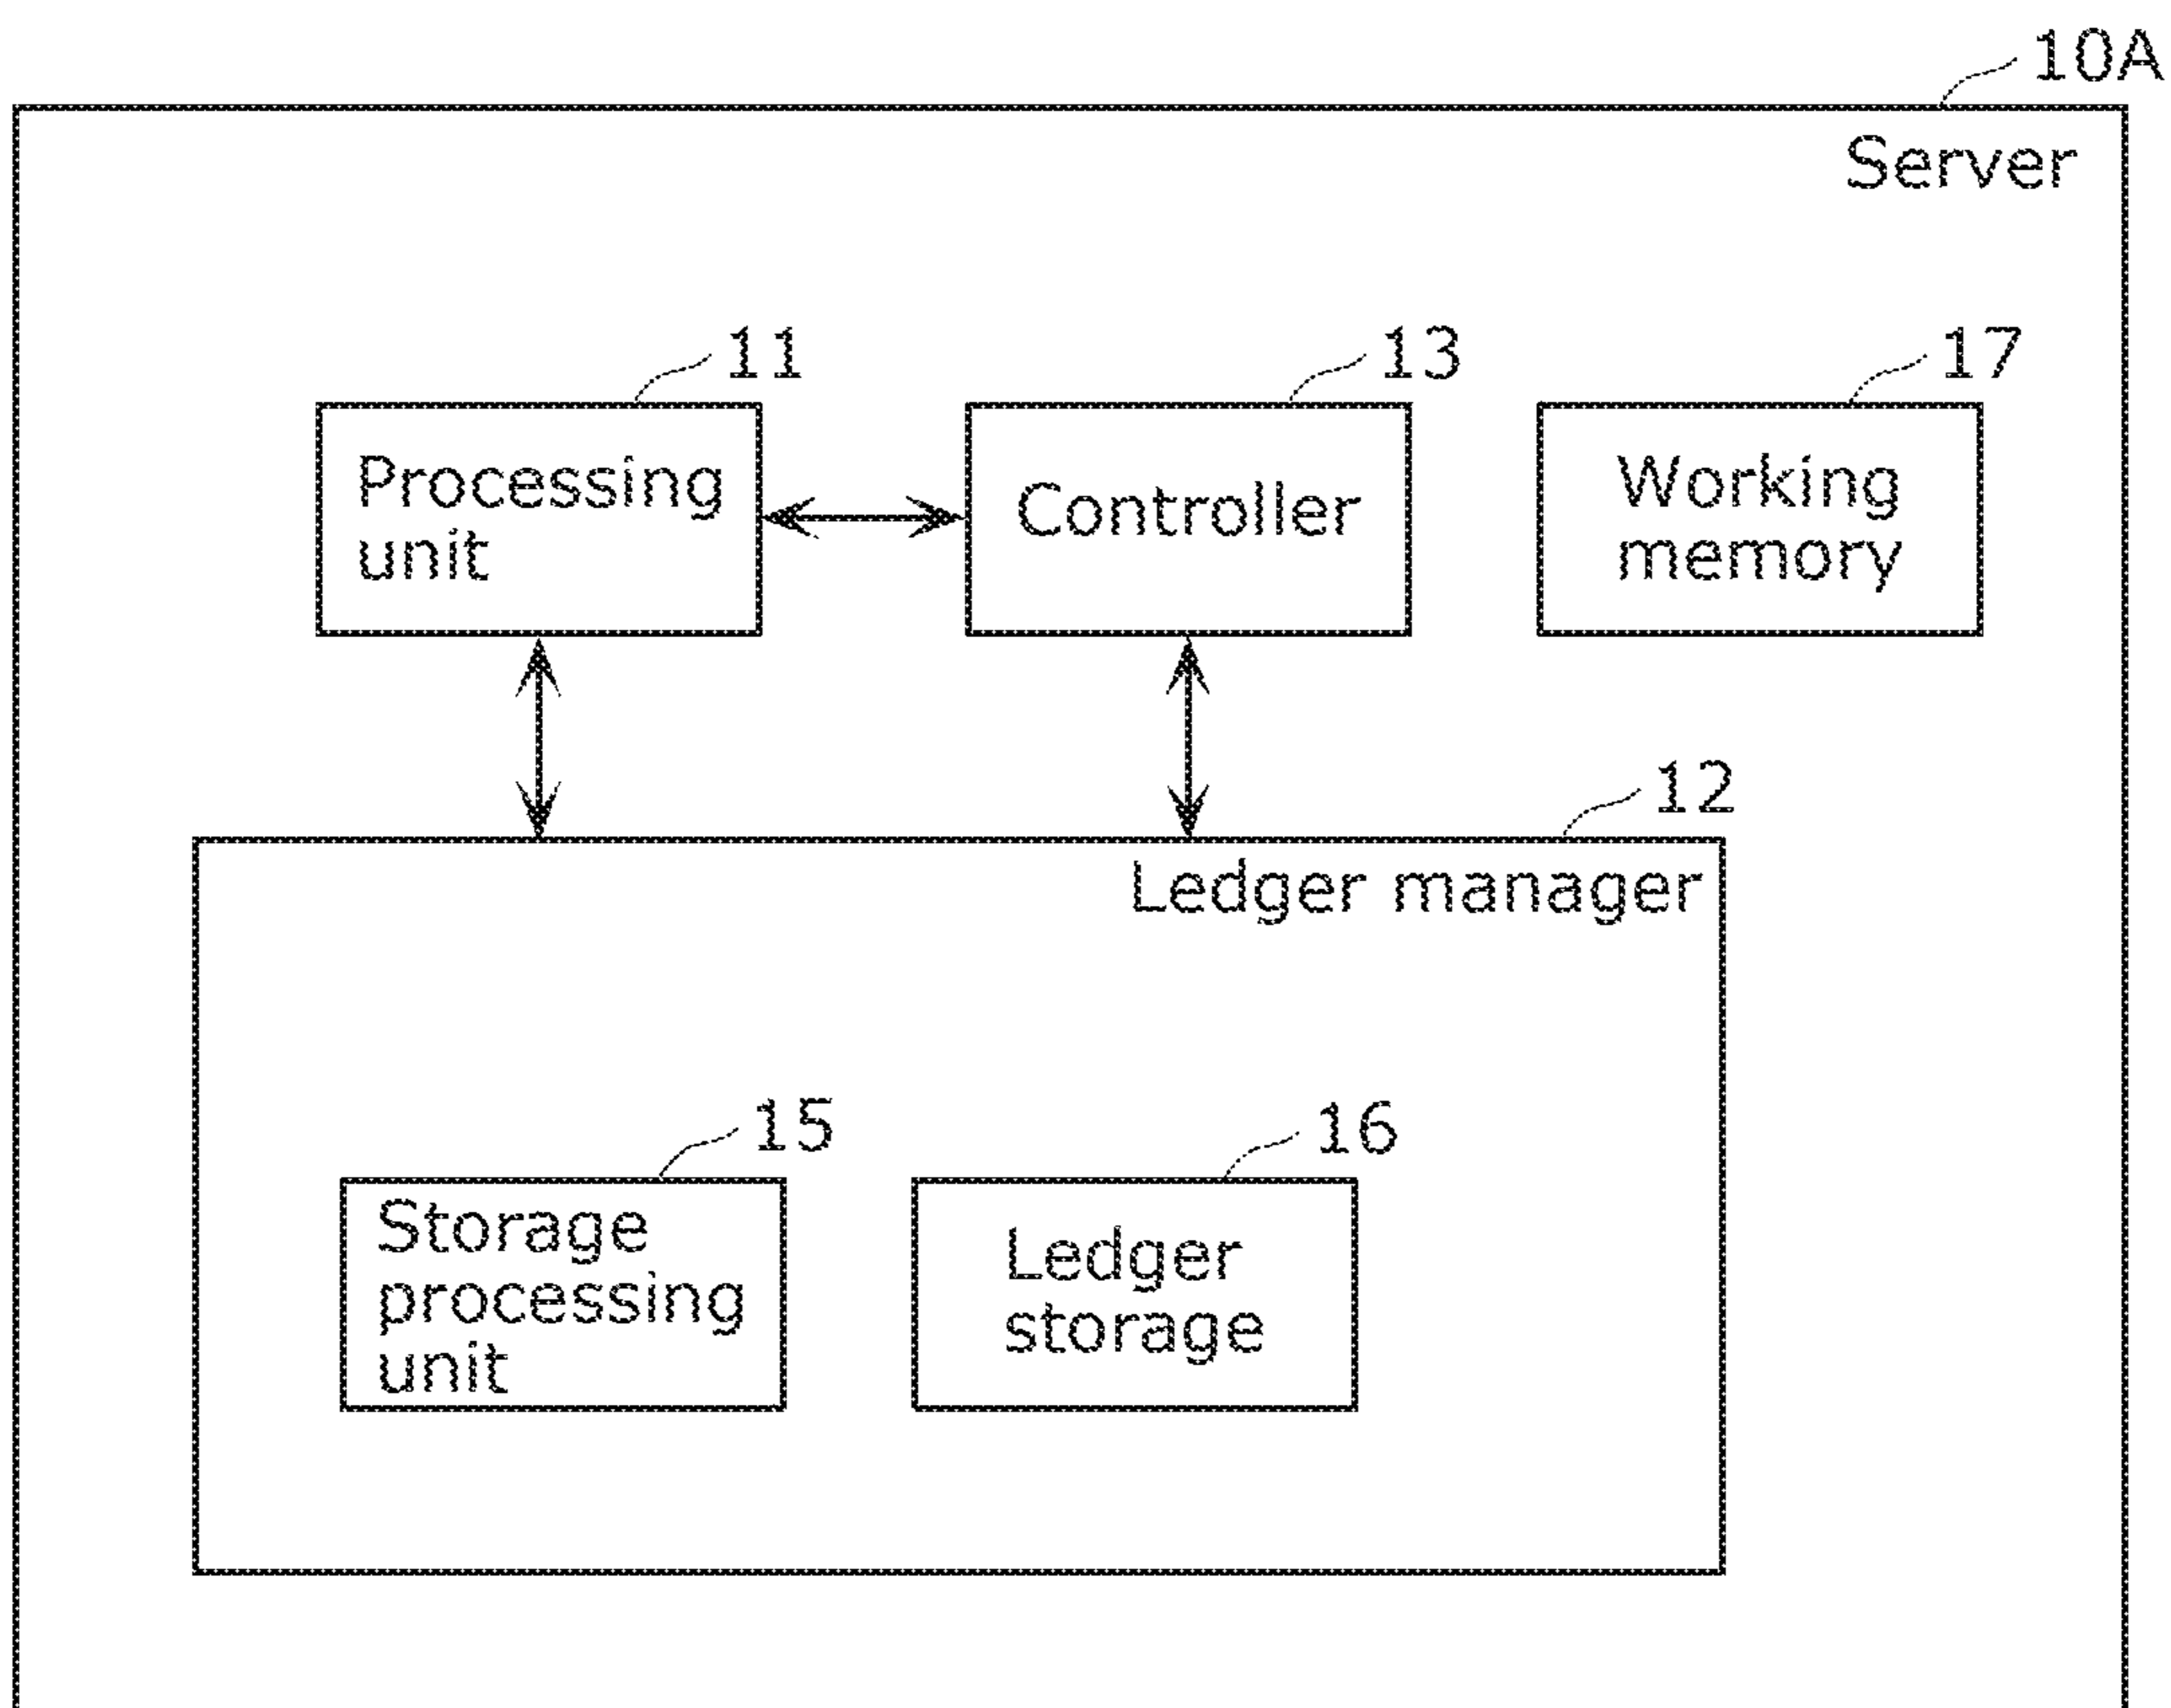 10A
Server
11
13
17
Processing
unit
Controller
Working
memory
12
Ledger manager
15
16
Storage
processing
unit
Ledger
storage